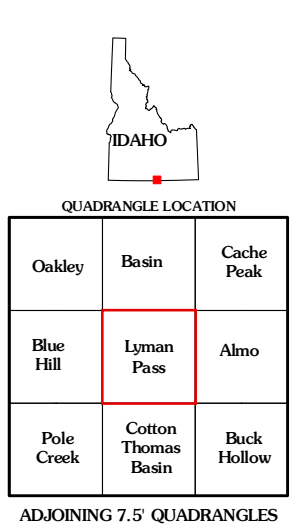 IDAHO
QUADRANGLE LOCATION
Oakley
Basin
Cache
Peak
Blue
Hill
Lyman
Pass
Almo
Pole
Creek
Cotton
Thomas
Basin
Buck
Hollow
ADJOINING 7.5' QUADRANGLES